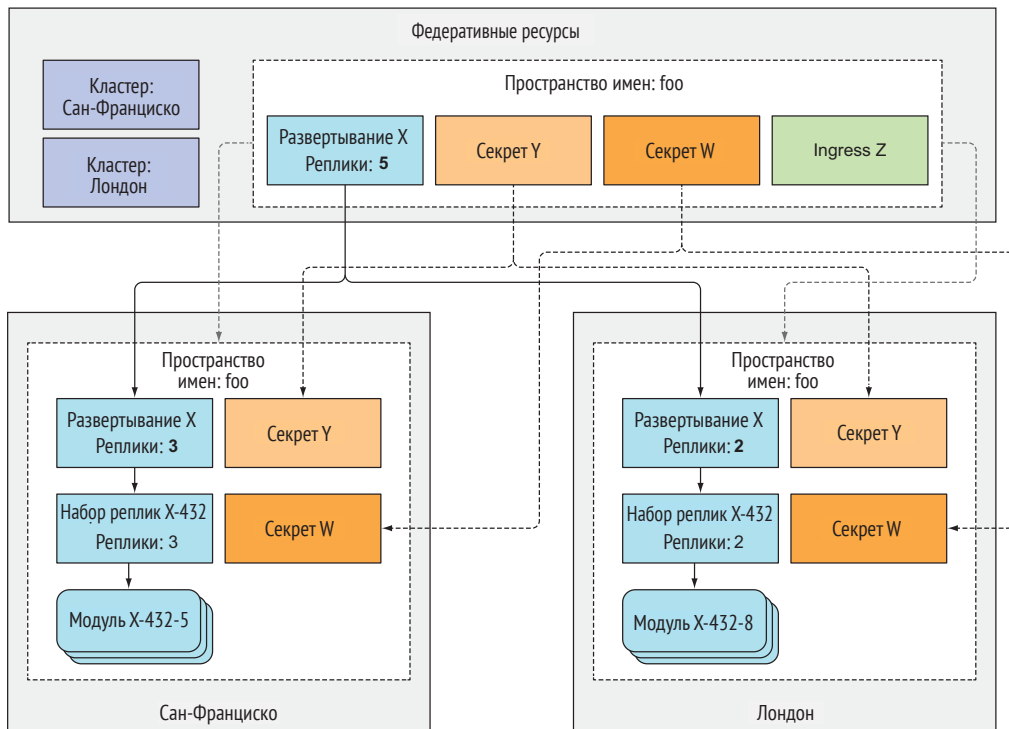 Федеративные ресурсы
Кластер:
Сан-Франциско
Кластер:
Лондон
Пространство имен: foo
Развертывание X
Реплики: 5
Секрет Y
Секрет W
Ingress Z
Пространство
имен: foo
Развертывание X
Реплики: 3
Секрет Y
Набор реплик X-432
Реплики: 3
Секрет W
Модуль X-432-5
Сан-Франциско
Пространство
имен: foo
Развертывание X
Реплики: 2
Секрет Y
Набор реплик X-432
Реплики: 2
Секрет W
Модуль X-432-8
Лондон